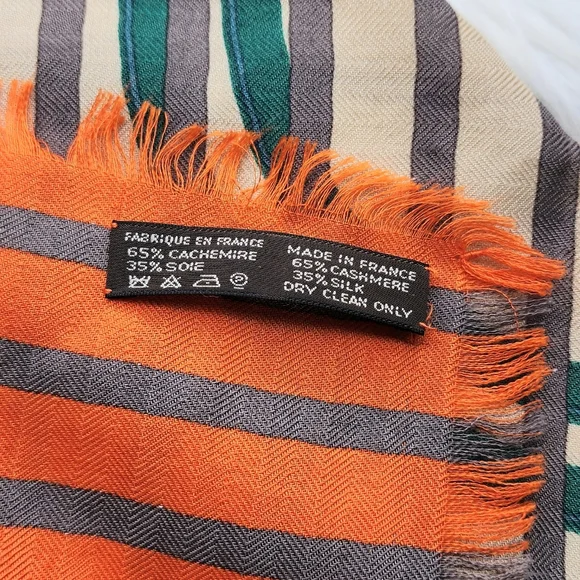 FABRIQUE EN FRANCE
65% CACHEMIRE
35% SOIE
MADE IN FRANCE
65% CASHMERE
35% SILK
DRY CLEAN ONLY